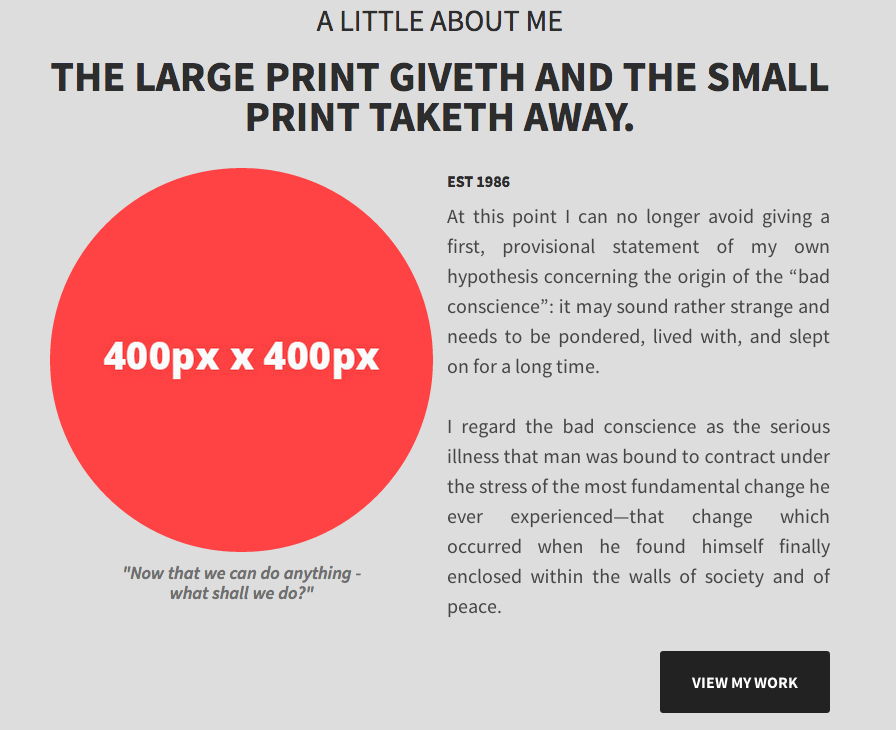 A LITTLE ABOUT ME
THE LARGE PRINT GIVETH AND THE SMALL
PRINT TAKETH AWAY.
400px x 400px
"Now that we can do anything -
what shall we do?"
EST 1986
At this point I can no longer avoid giving a
first, provisional statement of my own
hypothesis concerning the origin of the “bad
conscience”: it may sound rather strange and
needs to be pondered, lived with, and slept
on for a long time.
I regard the bad conscience as the serious
illness that man was bound to contract under
the stress of the most fundamental change he
ever experienced—that change which
occurred when he found himself finally
enclosed within the walls of society and of
peace.
VIEW MY WORK